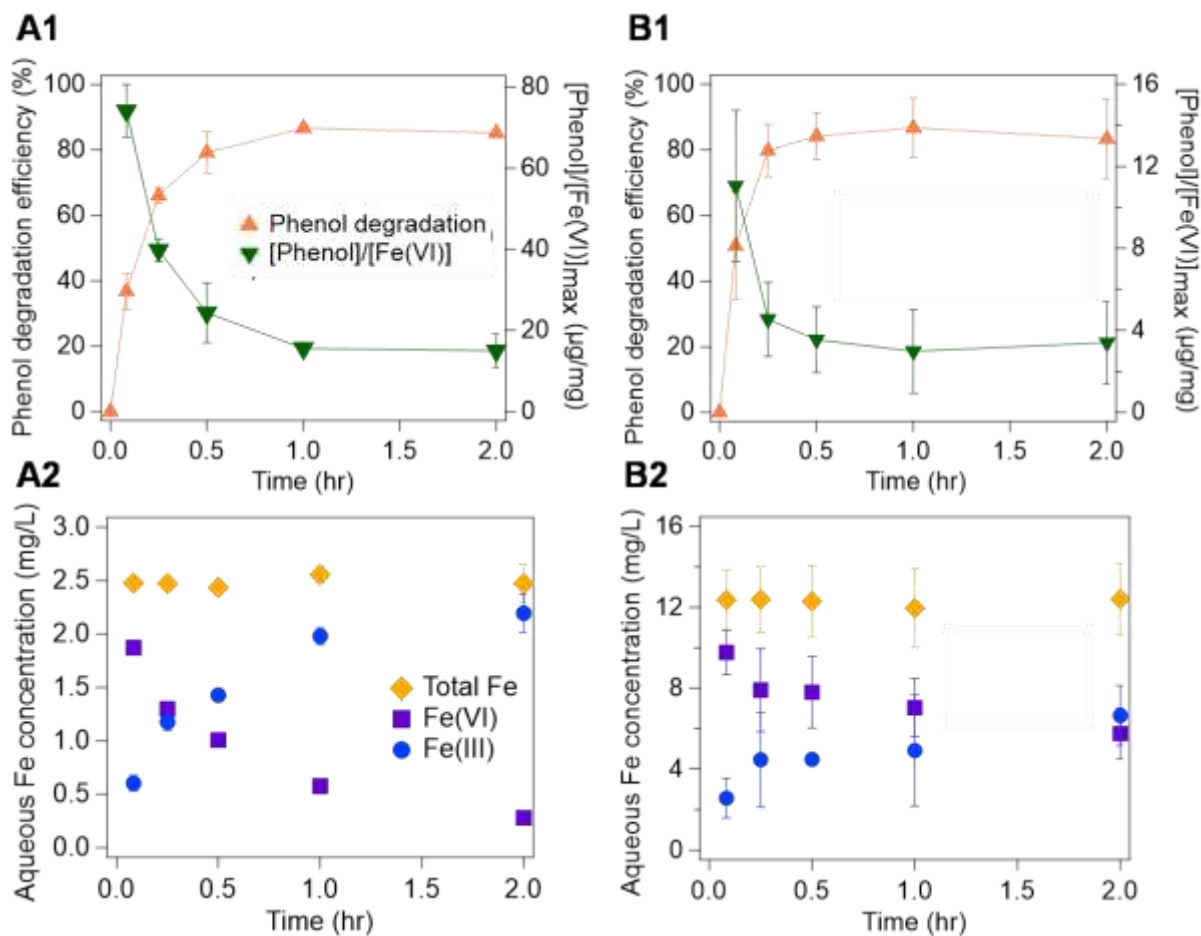 A1
Phenol degradation efficiency (%)
100
80
60
40
20
0
80
60
40
20
0
[Phenol]/[Fe(VI)]max (µg/mg)
Phenol degradation
[Phenol]/[Fe(VI)]
0.0 0.5 1.0 1.5 2.0
Time (hr)
B1
Phenol degradation efficiency (%)
100
80
60
40
20
0
16
12
8
4
0
[Phenol]/[Fe(VI)]max (µg/mg)
0.0 0.5 1.0 1.5 2.0
Time (hr)
A2
Aqueous Fe concentration (mg/L)
3.0
2.5
2.0
1.5
1.0
0.5
0.0
Total Fe
Fe(VI)
Fe(III)
0.0 0.5 1.0 1.5 2.0
Time (hr)
B2
Aqueous Fe concentration (mg/L)
16
12
8
4
0
0.0 0.5 1.0 1.5 2.0
Time (hr)